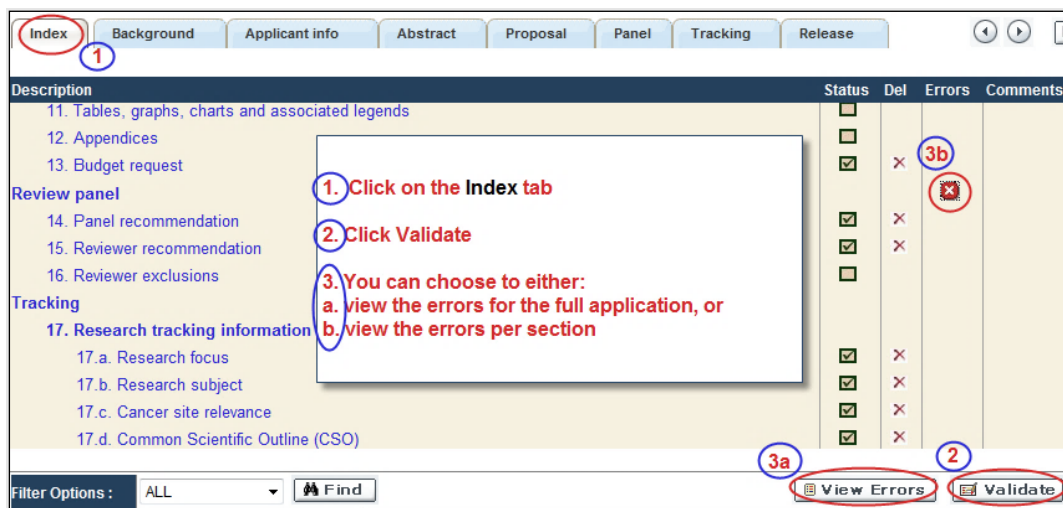 Index Background Applicant info Abstract Proposal Panel Tracking Release
1
Description Status Del Errors Comments
11. Tables, graphs, charts and associated legends
12. Appendices
13. Budget request
3b
Review panel
14. Panel recommendation
15. Reviewer recommendation
16. Reviewer exclusions
Tracking
17. Research tracking information
17.a. Research focus
17.b. Research subject
17.c. Cancer site relevance
17.d. Common Scientific Outline (CSO)
1. Click on the Index tab
2. Click Validate
3. You can choose to either:
a. view the errors for the full application, or
b. view the errors per section
3a
2
Filter Options : ALL Find View Errors Validate